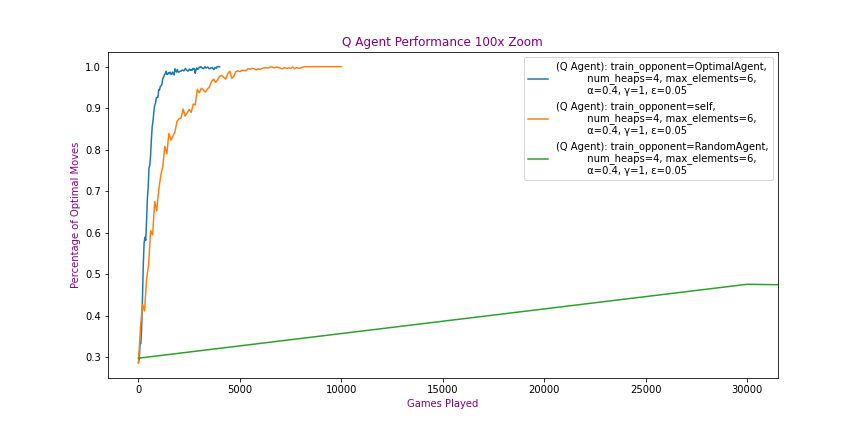 Q Agent Performance 100x Zoom
Percentage of Optimal Moves
1.0
0.9
0.8
0.7
0.6
0.5
0.4
0.3
(Q Agent): train_opponent=OptimalAgent,
num_heaps=4, max_elements=6,
α=0.4, γ=1, ε=0.05
(Q Agent): train_opponent=self,
num_heaps=4, max_elements=6,
α=0.4, γ=1, ε=0.05
(Q Agent): train_opponent=RandomAgent,
num_heaps=4, max_elements=6,
α=0.4, γ=1, ε=0.05
0 5000 10000 15000 20000 25000 30000
Games Played